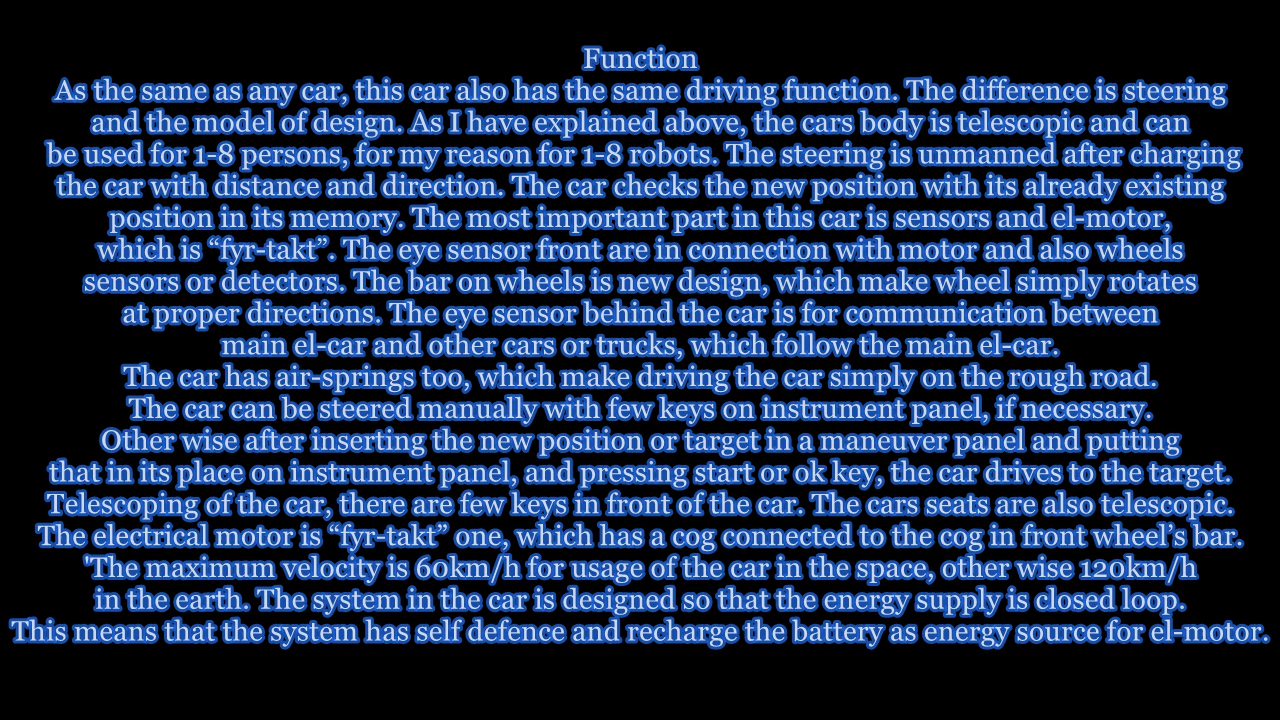 Function
As the same as any car, this car also has the same driving function. The difference is steering
and the model of design. As I have explained above, the cars body is telescopic and can
be used for 1-8 persons, for my reason for 1-8 robots. The steering is unmanned after charging
the car with distance and direction. The car checks the new position with its already existing
position in its memory. The most important part in this car is sensors and el-motor,
which is “fyr-takt”. The eye sensor front are in connection with motor and also wheels
sensors or detectors. The bar on wheels is new design, which make wheel simply rotates
at proper directions. The eye sensor behind the car is for communication between
main el-car and other cars or trucks, which follow the main el-car.
The car has air-springs too, which make driving the car simply on the rough road.
The car can be steered manually with few keys on instrument panel, if necessary.
Other wise after inserting the new position or target in a maneuver panel and putting
that in its place on instrument panel, and pressing start or ok key, the car drives to the target.
Telescoping of the car, there are few keys in front of the car. The cars seats are also telescopic.
The electrical motor is “fyr-takt” one, which has a cog connected to the cog in front wheel’s bar.
'The maximum velocity is 60km/h for usage of the car in the space, other wise 120km/h
in the earth. The system in the car is designed so that the energy supply is closed loop.
This means that the system has self defence and recharge the battery as energy source for el-motor.